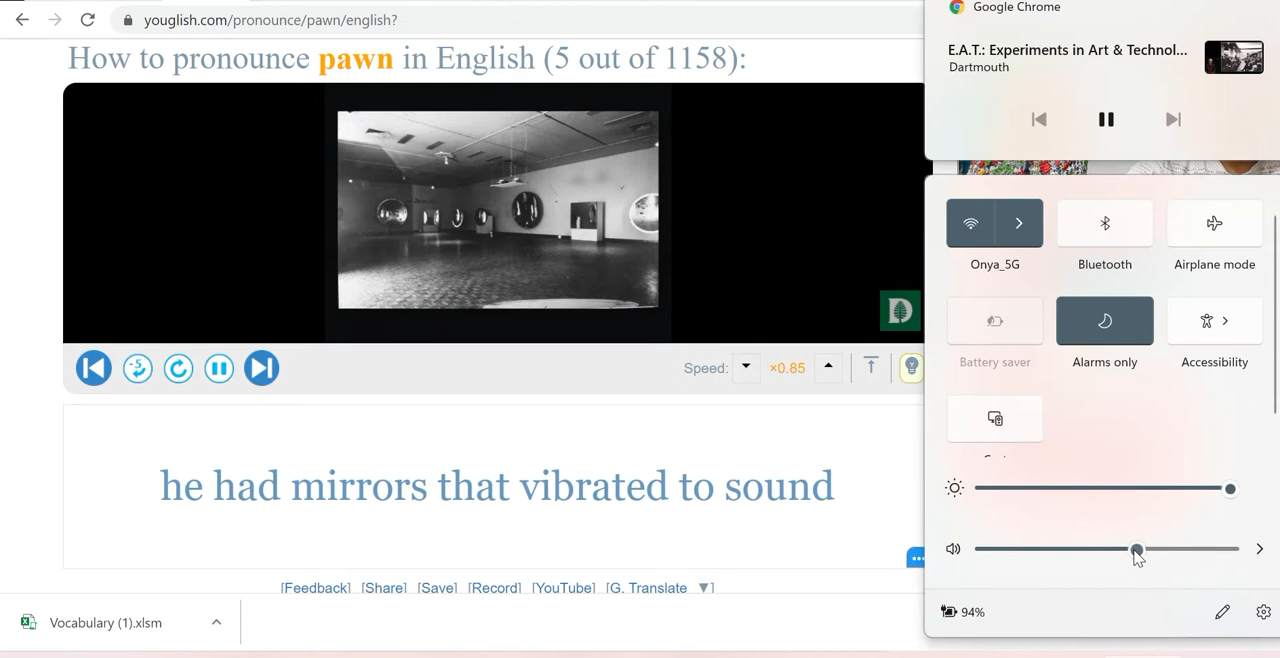 youglish.com/pronounce/pawn/english?
How to pronounce pawn in English (5 out of 1158):
D
-5
Speed:
×0.85
he had mirrors that vibrated to sound
[Feedback] [Share] [Save] [Record] [YouTube] [G. Translate ▼]
Vocabulary (1).xlsm
Google Chrome
E.A.T.: Experiments in Art & Technol...
Dartmouth
Onya_5G
Bluetooth
Airplane mode
Battery saver
Alarms only
Accessibility
94%